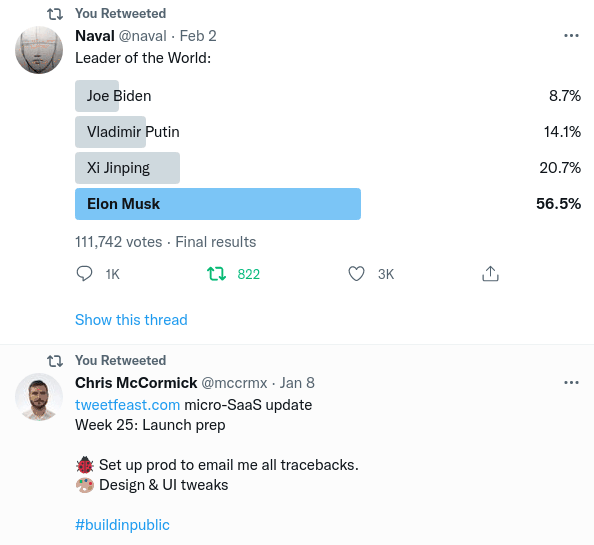 You Retweeted
Naval @naval · Feb 2
Leader of the World:
Joe Biden 8.7%
Vladimir Putin 14.1%
Xi Jinping 20.7%
Elon Musk 56.5%
111,742 votes · Final results
1K 822 3K
Show this thread
You Retweeted
Chris McCormick @mccrmx · Jan 8
tweetfeast.com micro-SaaS update
Week 25: Launch prep
🐞 Set up prod to email me all tracebacks.
🎨 Design & UI tweaks
#buildinpublic